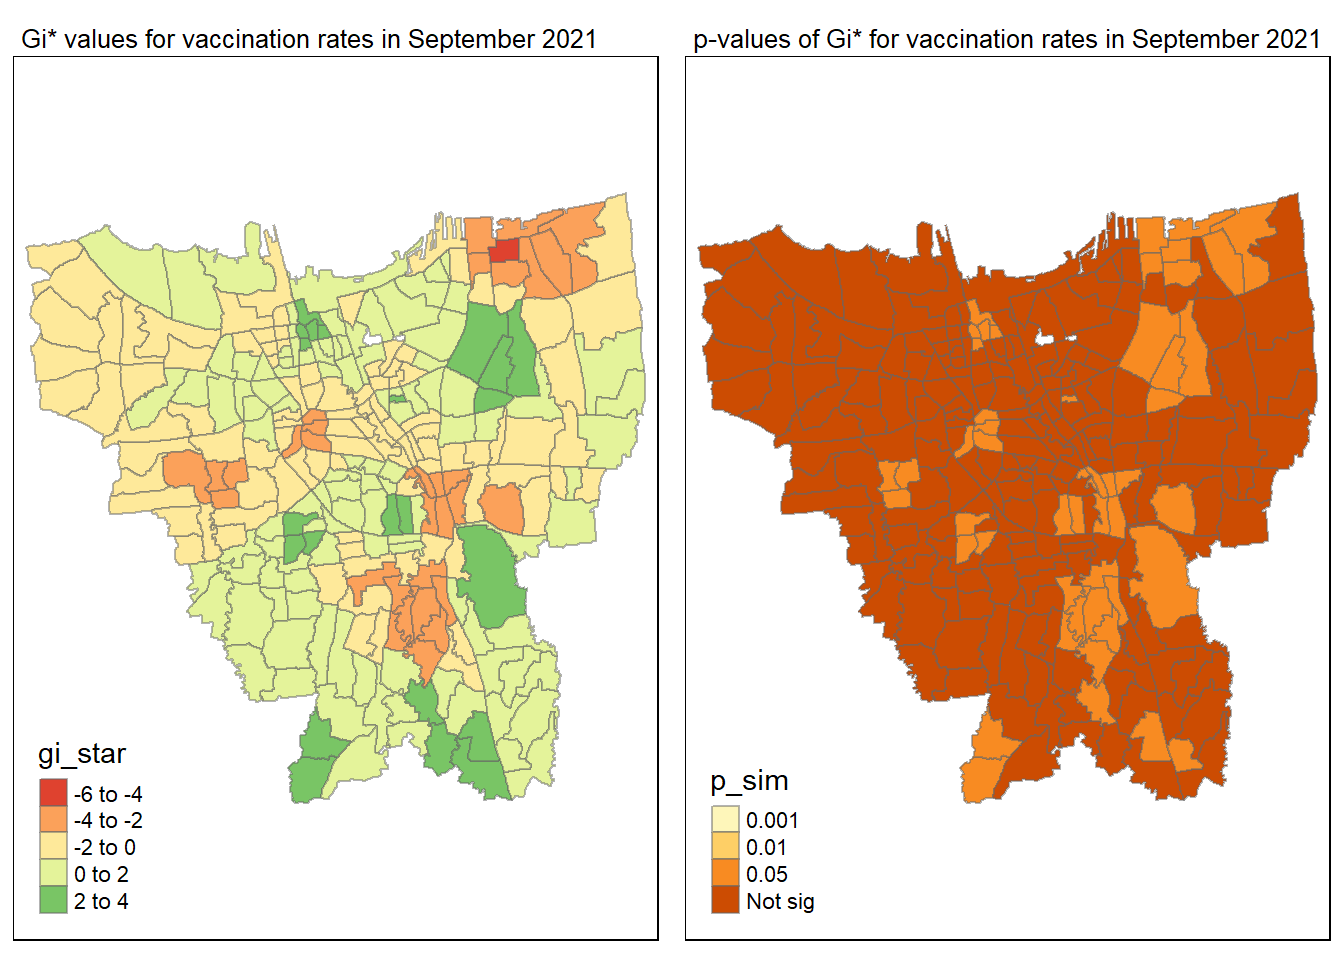 Gi* values for vaccination rates in September 2021
gi_star
-6 to -4
-4 to -2
-2 to 0
0 to 2
2 to 4
p-values of Gi* for vaccination rates in September 2021
p_sim
0.001
0.01
0.05
Not sig